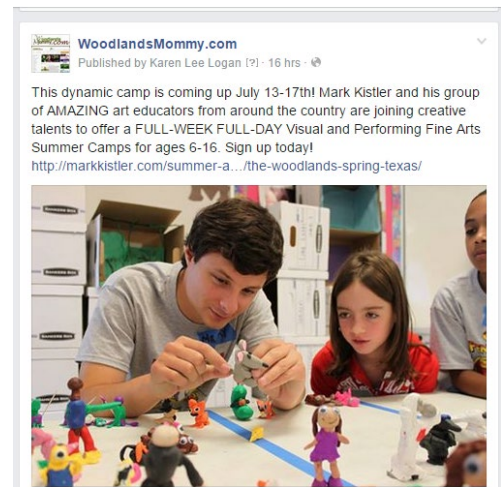 WoodlandsMommy.com
Published by Karen Lee Logan [?] · 16 hrs ·
This dynamic camp is coming up July 13-17th! Mark Kistler and his group
of AMAZING art educators from around the country are joining creative
talents to offer a FULL-WEEK FULL-DAY Visual and Performing Fine Arts
Summer Camps for ages 6-16. Sign up today!
http://markkistler.com/summer-a…/the-woodlands-spring-texas/